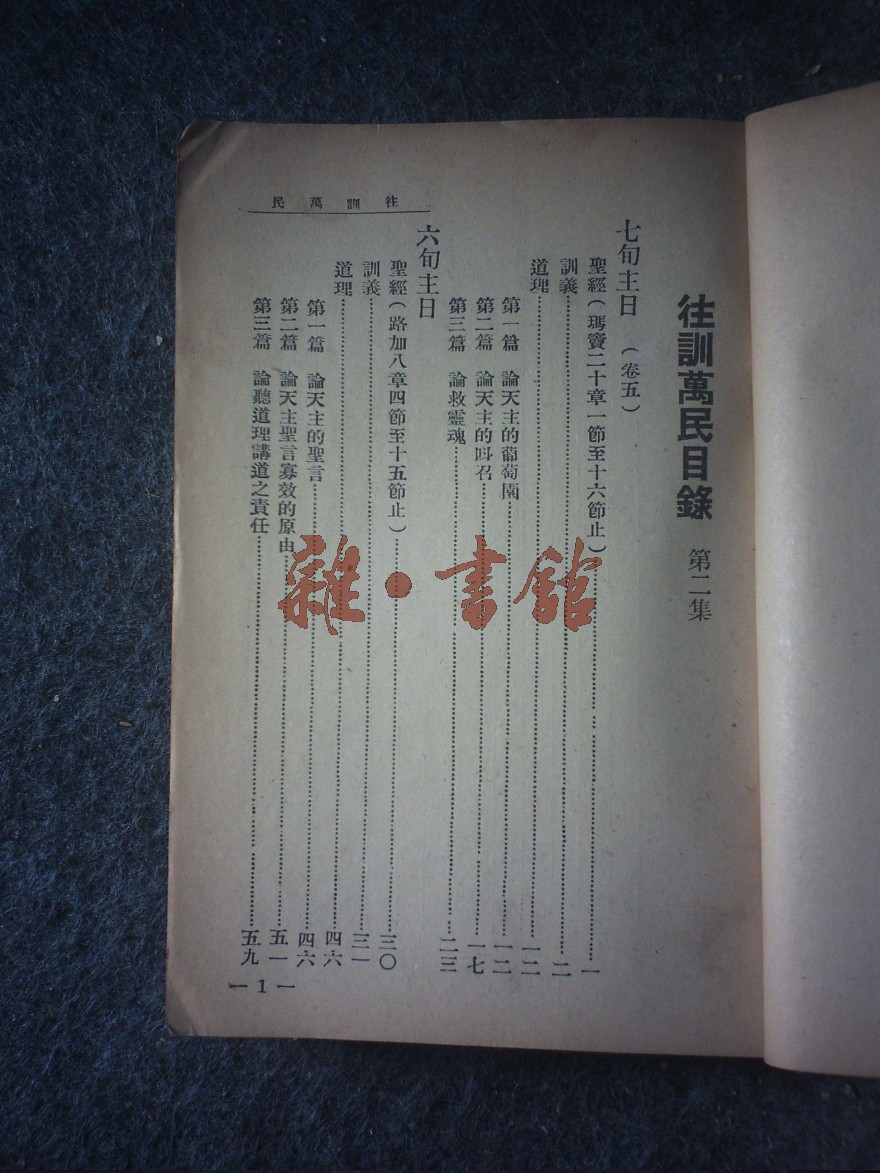 往訓萬民目錄 第二集
七旬主日 (卷五)
聖經(瑪竇二十章一節至十六節止)……一
訓義……二
道理……一二
第一篇 論天主的葡萄園……一二
第二篇 論天主的呌召……一七
第三篇 論救靈魂……二三
六旬主日
聖經(路加八章四節至十五節止)……三〇
訓義……三一
道理……四六
第一篇 論天主的聖言……四六
第二篇 論天主聖言寡效的原由……五一
第三篇 論聽道理講道之責任……五九
民萬訓往
— 1 —
雜·書館